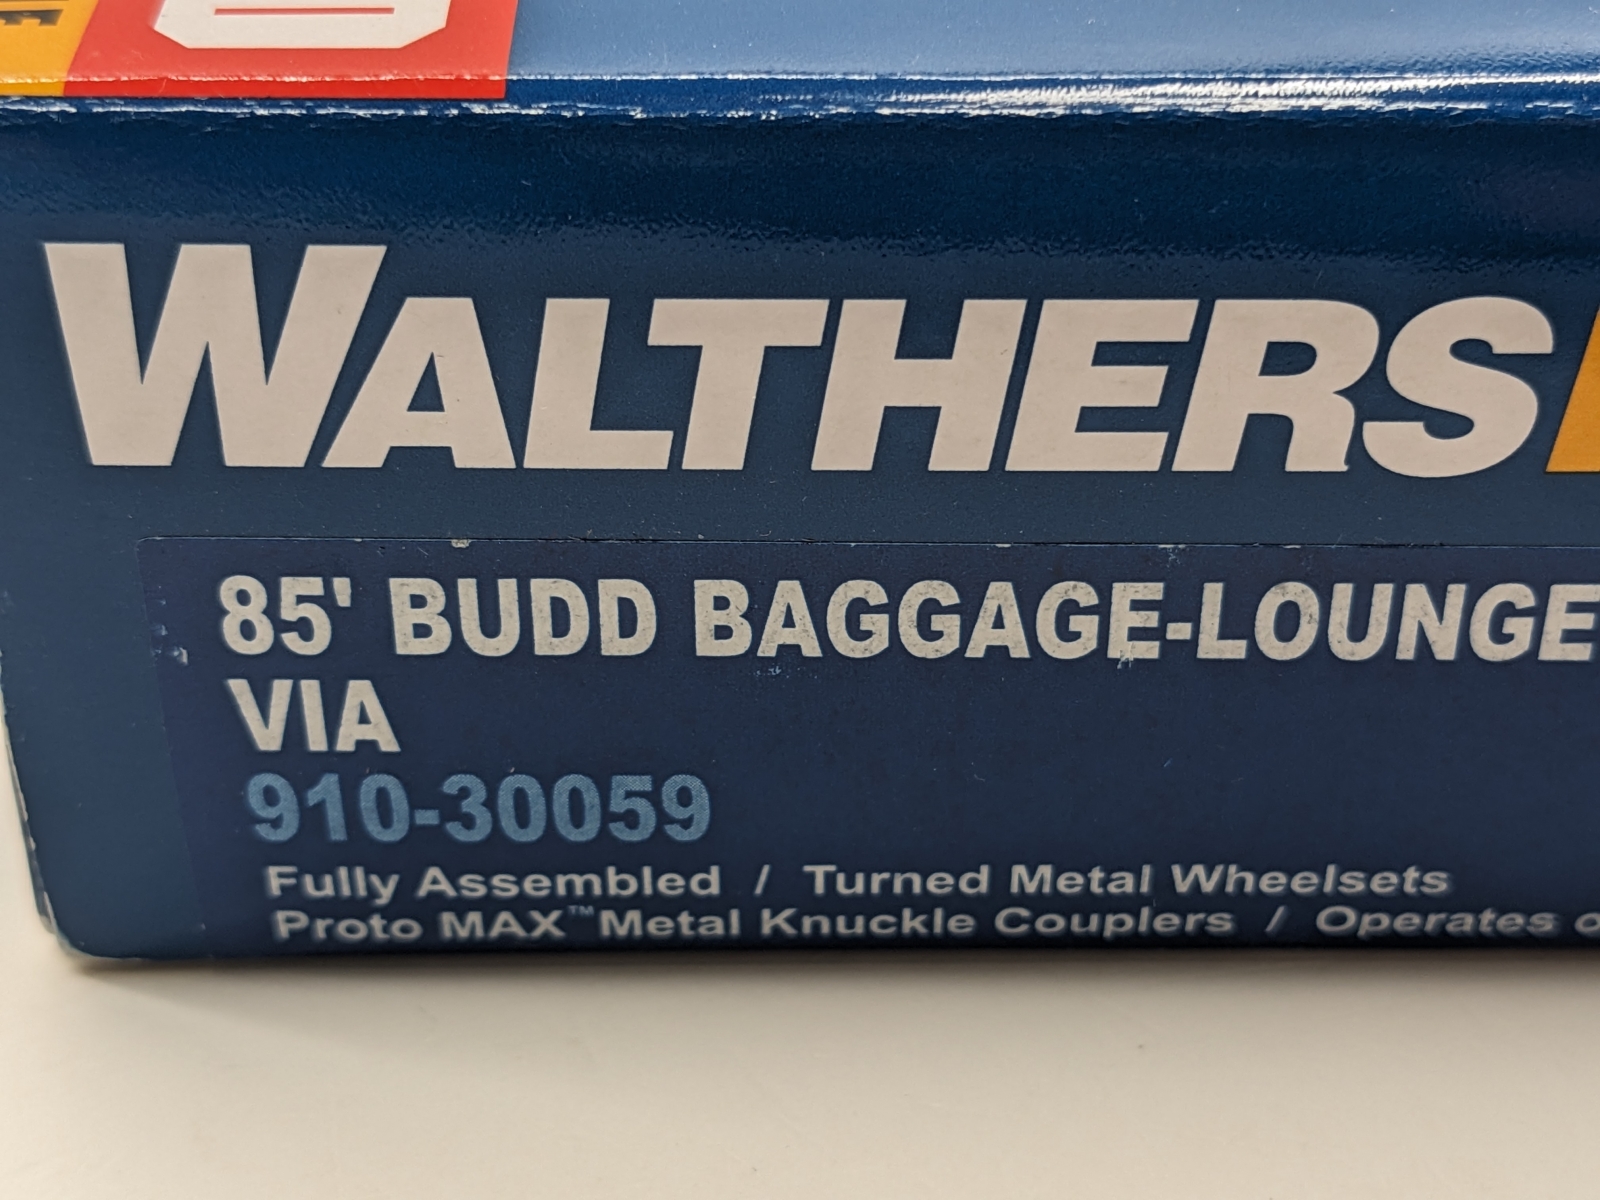 WALTHERS
85' BUDD BAGGAGE-LOUNGE
VIA
910-30059
Fully Assembled / Turned Metal Wheelsets
Proto MAX™ Metal Knuckle Couplers / Operates